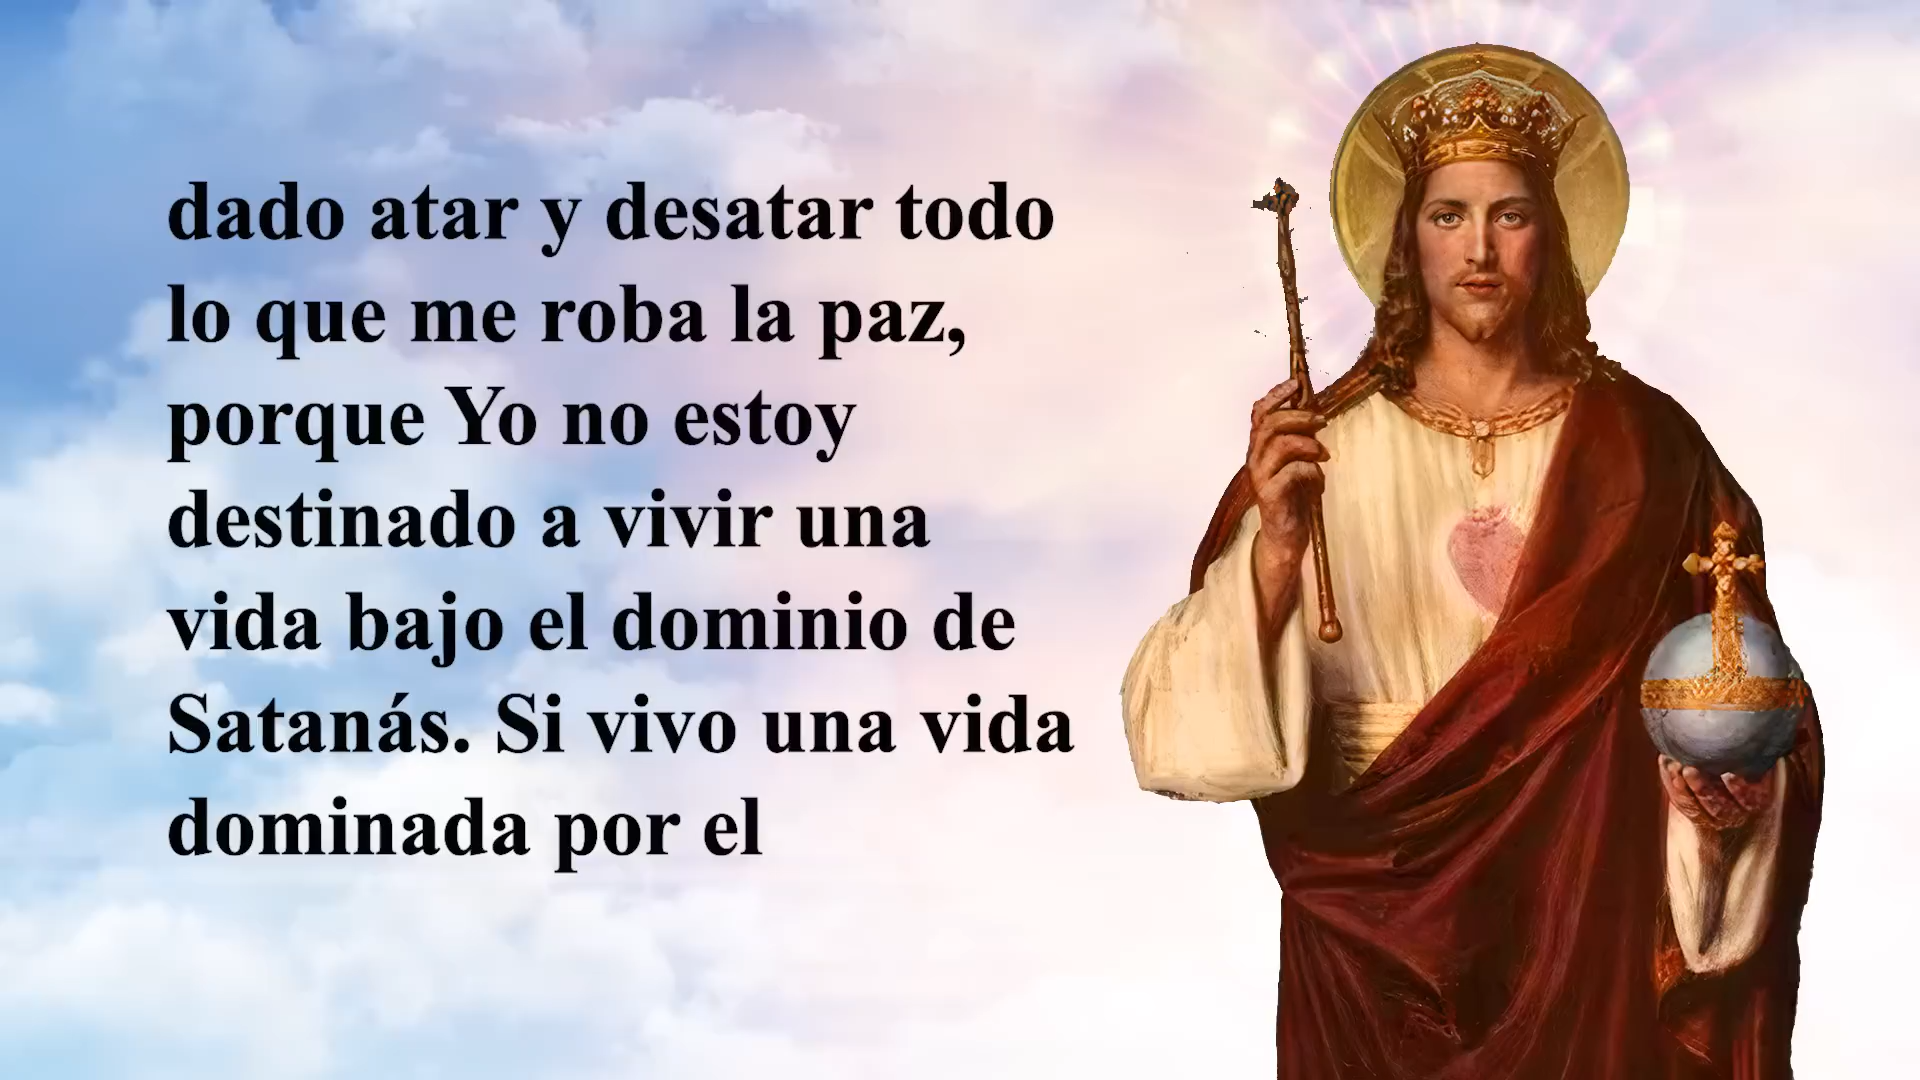 dado atar y desatar todo
lo que me roba la paz,
porque Yo no estoy
destinado a vivir una
vida bajo el dominio de
Satanás. Si vivo una vida
dominada por el